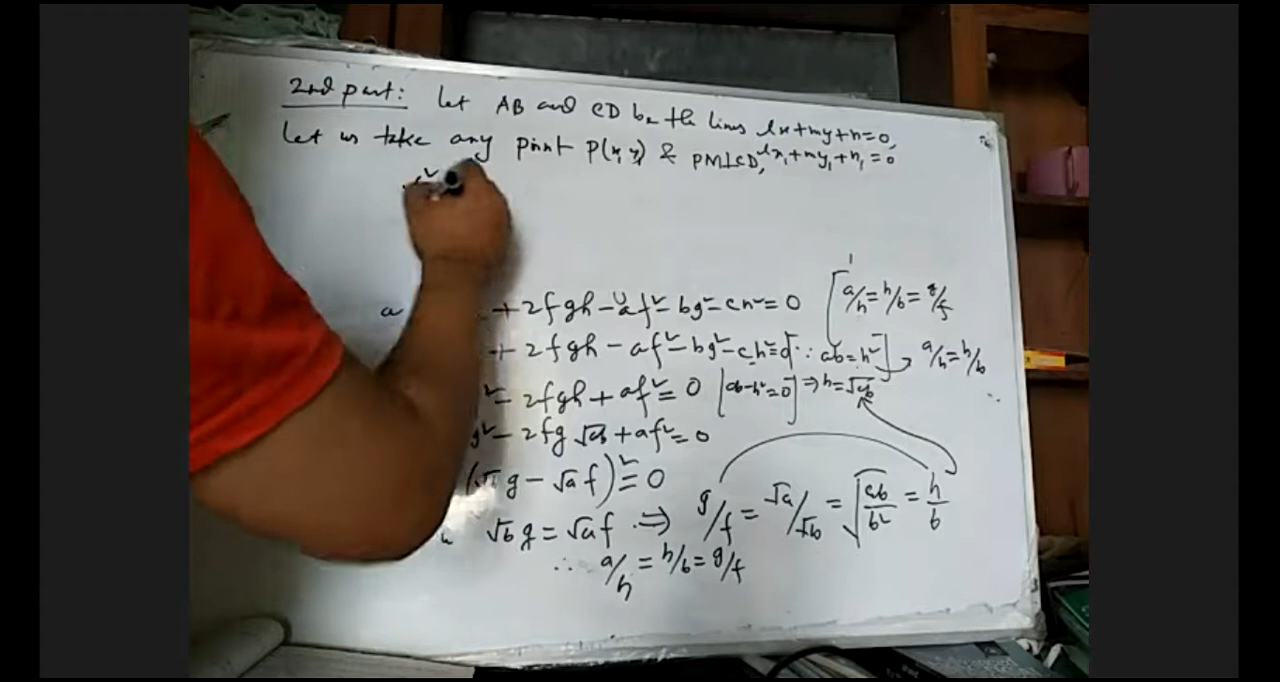 2nd part: Let AB and CD be the lines lx+my+n=0,
Let us take any point P(x, y) & PM⊥CD, lx₁+my₁+n₁=0
a + 2fgh - af² - bg² - ch² = 0 [a/h = h/b = g/f
+ 2fgh - af² - bg² - ch² = 0 [∵ ab = h²] a/h = h/b
² - 2fgh + af² = 0 [ab - h² = 0] ⇒ h = √ab
g² - 2fg √ab + af² = 0
(√b g - √a f)² = 0
√b g = √a f ⇒ g/f = √a/√b = √ab/b² = h/b
∴ a/h = h/b = g/f